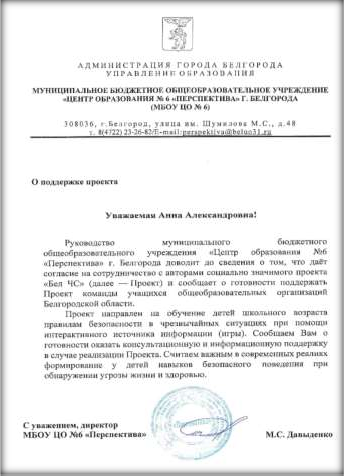 АДМИНИСТРАЦИЯ ГОРОДА БЕЛГОРОДА
УПРАВЛЕНИЕ ОБРАЗОВАНИЯ
МУНИЦИПАЛЬНОЕ БЮДЖЕТНОЕ ОБЩЕОБРАЗОВАТЕЛЬНОЕ УЧРЕЖДЕНИЕ
«ЦЕНТР ОБРАЗОВАНИЯ № 6 «ПЕРСПЕКТИВА» Г. БЕЛГОРОДА
(МБОУ ЦО № 6)
308036, г.Белгород, улица им. Шумилова М.С., д.48
т. 8(4722) 23-26-82/E-mail:perspektiva@beluo31.ru
О поддержке проекта
Уважаемая Анна Александровна!
Руководство муниципального бюджетного
общеобразовательного учреждения «Центр образования №6
«Перспектива» г. Белгорода доводит до сведения о том, что даёт
согласие на сотрудничество с авторами социально значимого проекта
«Бел ЧС» (далее — Проект) и сообщает о готовности поддержать
Проект команды учащихся общеобразовательных организаций
Белгородской области.
Проект направлен на обучение детей школьного возраста
правилам безопасности в чрезвычайных ситуациях при помощи
интерактивного источника информации (игры). Сообщаем Вам о
готовности оказать консультационную и информационную поддержку
в случае реализации Проекта. Считаем важным в современных реалиях
формирование у детей навыков безопасного поведения при
обнаружении угрозы жизни и здоровью.
С уважением, директор
МБОУ ЦО №6 «Перспектива» М.С. Давыденко